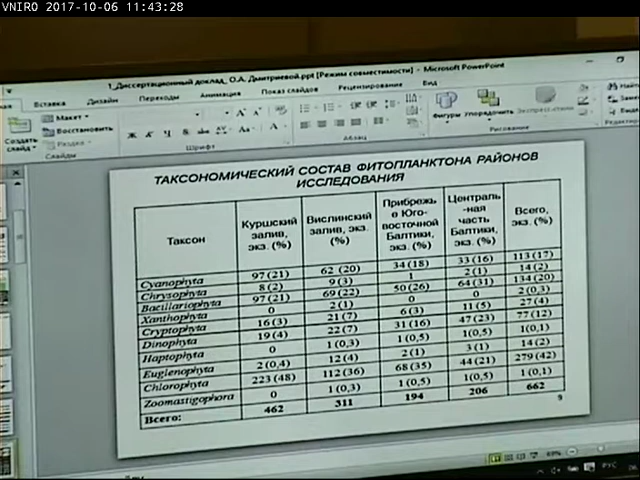 VNIRO 2017-10-06 11:43:28
1_Диссертационный доклад_ О.А. Дмитриевой.ppt [Режим совместимости] - Microsoft PowerPoint
Вставка Дизайн Переходы Анимация Показ слайдов Рецензирование Вид
Создать слайд
Макет
Восстановить
Раздел
Слайды
Шрифт
Абзац
Фигуры Упорядочить Экспресс-стили
Рисование
ТАКСОНОМИЧЕСКИЙ СОСТАВ ФИТОПЛАНКТОНА РАЙОНОВ
ИССЛЕДОВАНИЯ
Таксон Куршский залив, экз. (%) Вислинский залив, экз. (%) Прибрежье Юго-восточной Балтики, экз. (%) Централь-ная часть Балтики, экз. (%) Всего, экз. (%)
Cyanophyta 97 (21) 62 (20) 34 (18) 33 (16) 113 (17)
Chrysophyta 8 (2) 9 (3) 1 2 (1) 14 (2)
Bacillariophyta 97 (21) 69 (22) 50 (26) 64 (31) 134 (20)
Xanthophyta 0 2 (1) 0 0 2 (0,3)
Cryptophyta 16 (3) 21 (7) 6 (3) 11 (5) 27 (4)
Dinophyta 19 (4) 22 (7) 31 (16) 47 (23) 77 (12)
Haptophyta 0 1 (0,3) 1 (0,5) 1 (0,5) 1 (0,1)
Euglenophyta 2 (0,4) 12 (4) 2 (1) 3 (1) 14 (2)
Chlorophyta 223 (48) 112 (36) 68 (35) 44 (21) 279 (42)
Zoomastigophora 0 1 (0,3) 1 (0,5) 1 (0,5) 1 (0,1)
Всего: 462 311 194 206 662
9
69%
РУС